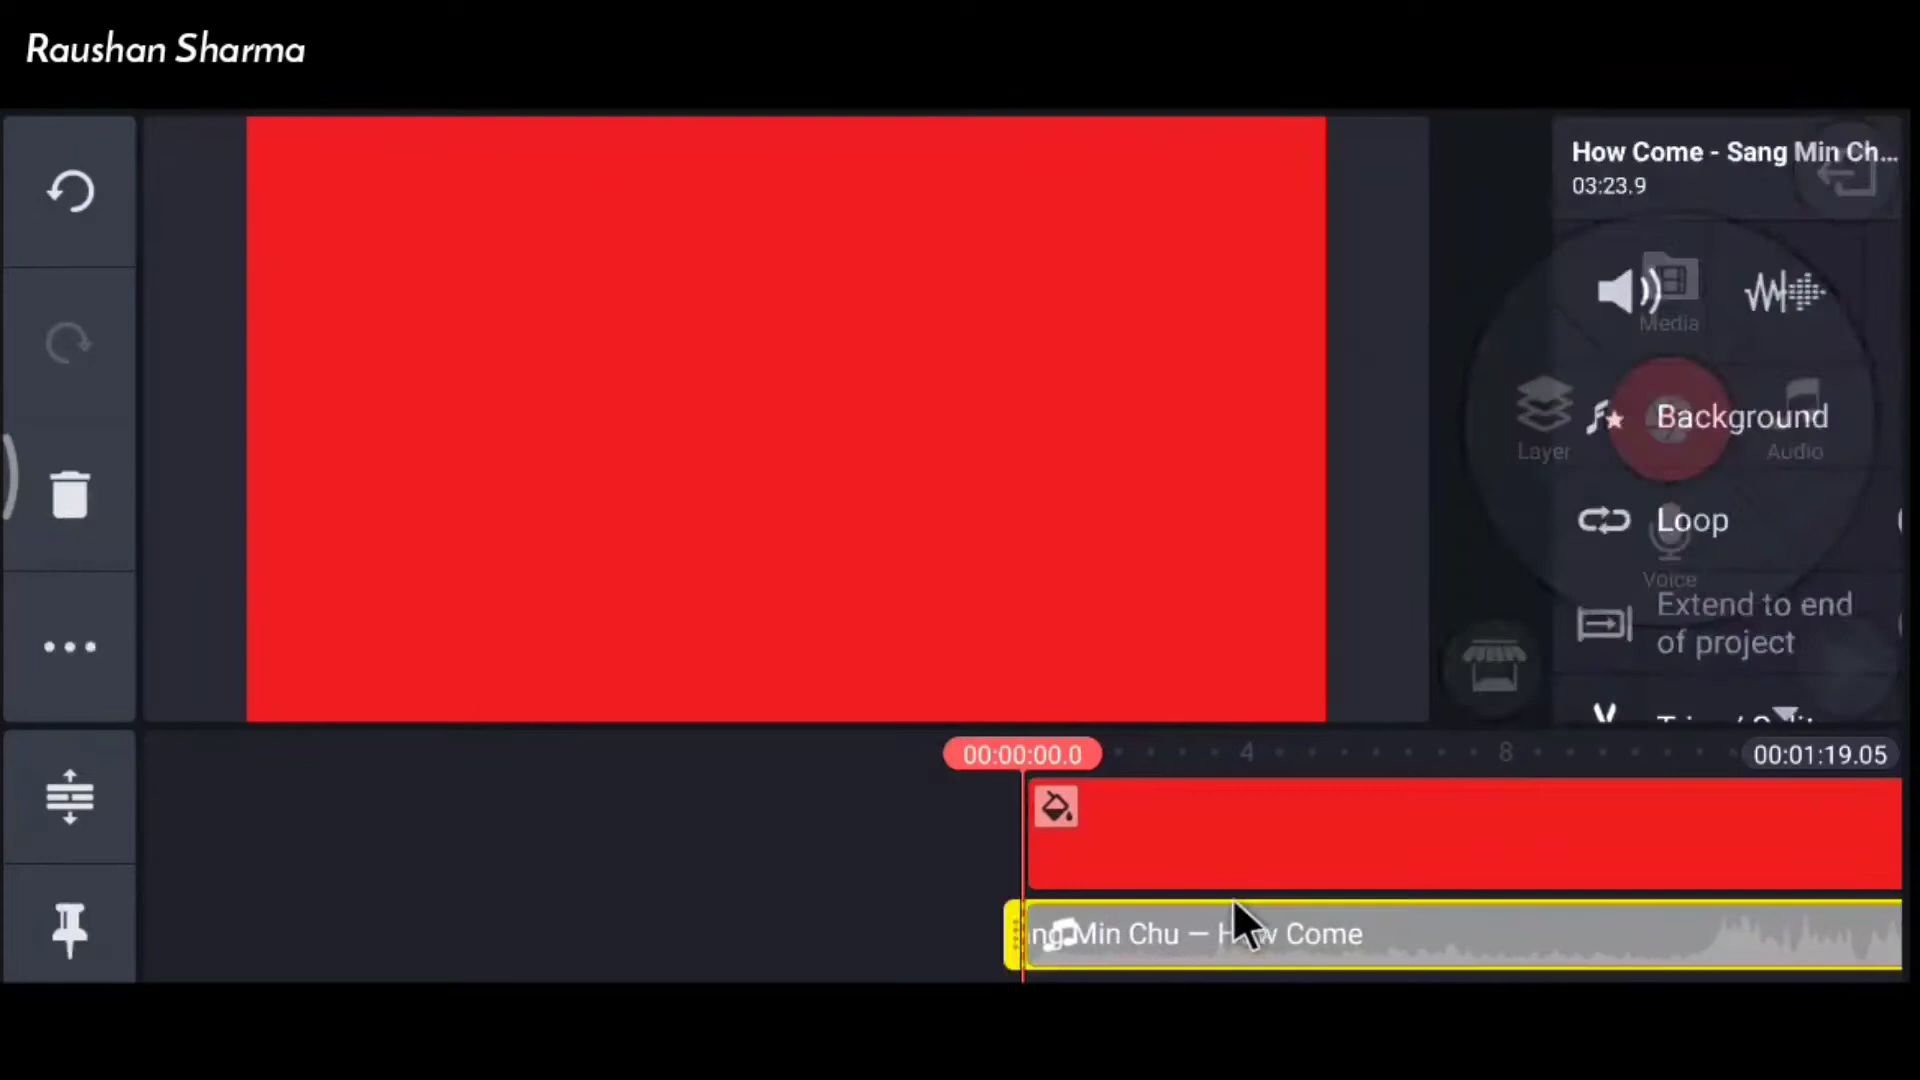 Raushan Sharma
How Come - Sang Min Ch...
03:23.9
Media
Background
Layer
Audio
Loop
Voice
Extend to end
of project
00:00:00.0
4
8
00:01:19.05
Min Chu — How Come